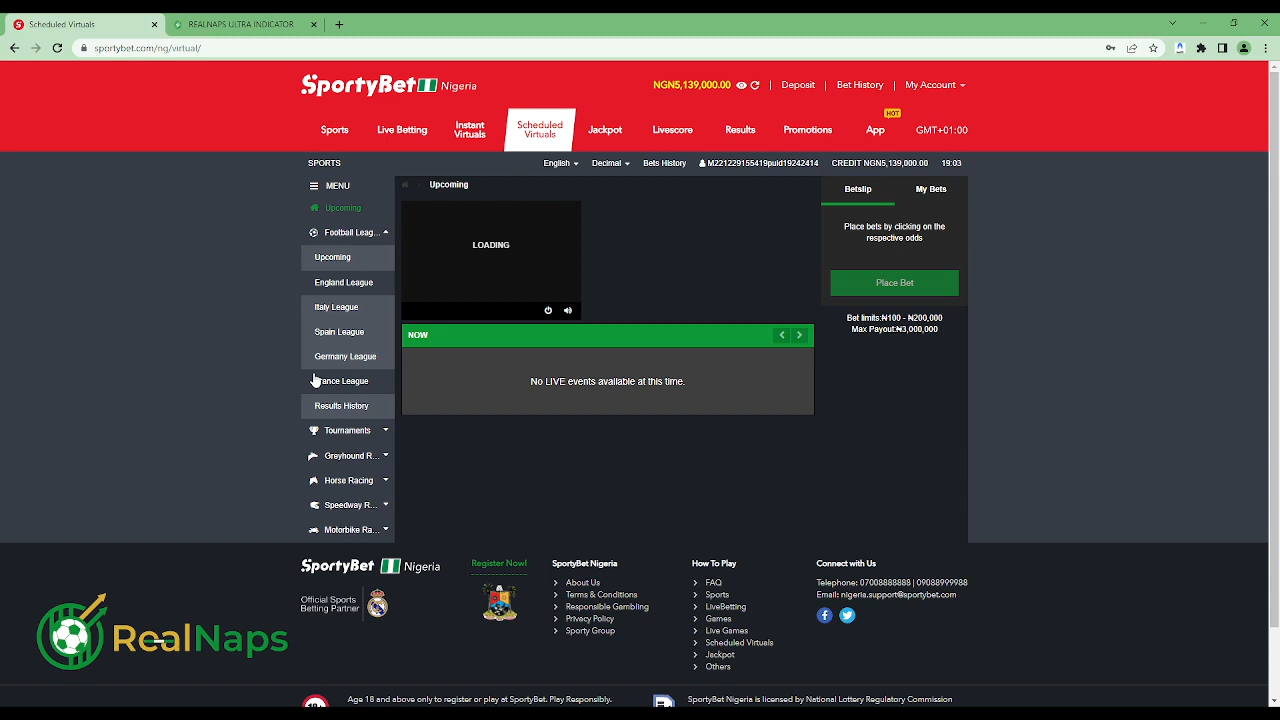 Scheduled Virtuals
REALNAPS ULTRA INDICATOR
sportybet.com/ng/virtual/
SportyBet Nigeria
NGN5,139,000.00
Deposit
Bet History
My Account
Sports
Live Betting
Instant Virtuals
Scheduled Virtuals
Jackpot
Livescore
Results
Promotions
App
HOT
GMT+01:00
SPORTS
English
Decimal
Bets History
M221229155419puid19242414
CREDIT NGN5,139,000.00
19:03
MENU
Upcoming
Football Leag...
Upcoming
England League
Italy League
Spain League
Germany League
rance League
Results History
Tournaments
Greyhound R...
Horse Racing
Speedway R...
Motorbike Ra...
Upcoming
LOADING
NOW
No LIVE events available at this time.
Betslip
My Bets
Place bets by clicking on the
respective odds
Place Bet
Bet limits:₦100 - ₦200,000
Max Payout:₦3,000,000
SportyBet Nigeria
Official Sports
Betting Partner
Register Now!
SportyBet Nigeria
About Us
Terms & Conditions
Responsible Gambling
Privacy Policy
Sporty Group
How To Play
FAQ
Sports
LiveBetting
Games
Live Games
Scheduled Virtuals
Jackpot
Others
Connect with Us
Telephone: 07008888888 | 09088999988
Email: nigeria.support@sportybet.com
RealNaps
Age 18 and above only to register or play at SportyBet. Play Responsibly.
SportyBet Nigeria is licensed by National Lottery Regulatory Commission